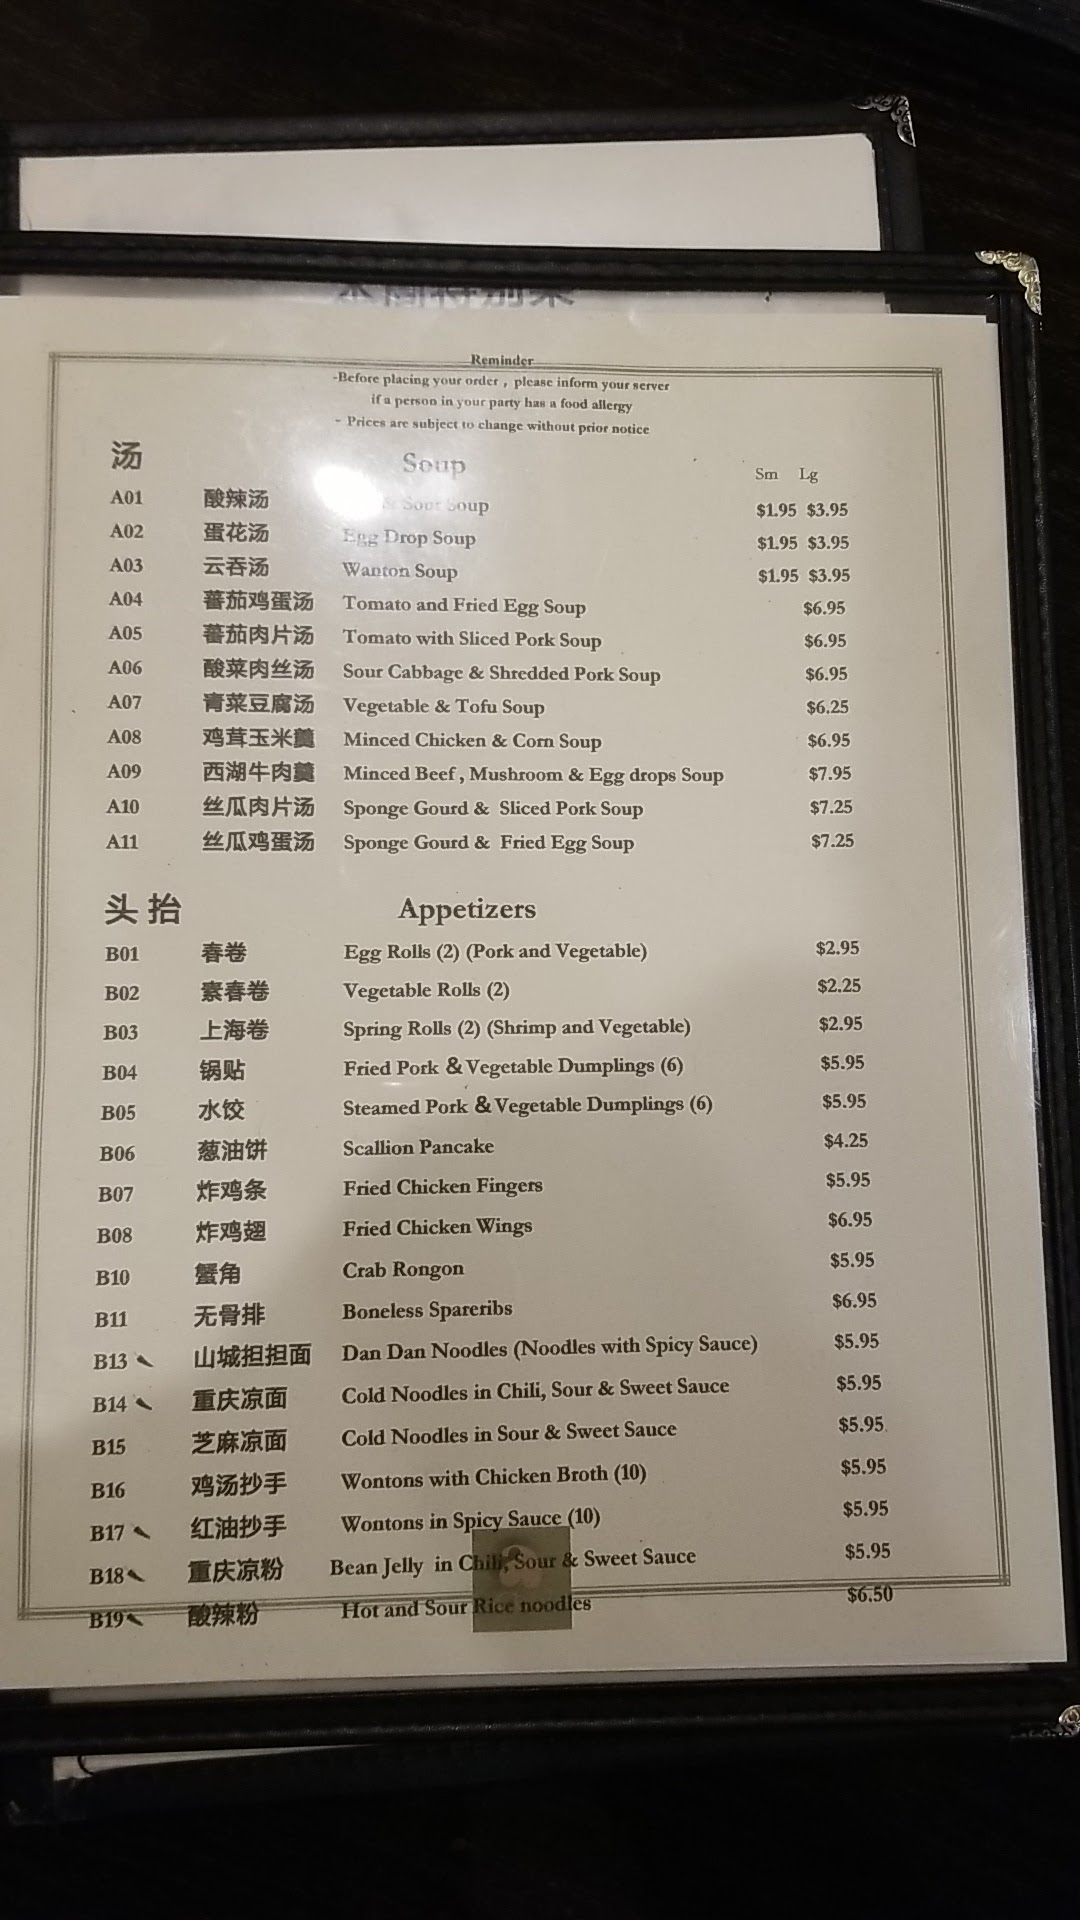 Reminder
-Before placing your order , please inform your server
if a person in your party has a food allergy
- Prices are subject to change without prior notice
汤 Soup Sm Lg
A01 酸辣汤 & Sour Soup $1.95 $3.95
A02 蛋花汤 Egg Drop Soup $1.95 $3.95
A03 云吞汤 Wanton Soup $1.95 $3.95
A04 蕃茄鸡蛋汤 Tomato and Fried Egg Soup $6.95
A05 蕃茄肉片汤 Tomato with Sliced Pork Soup $6.95
A06 酸菜肉丝汤 Sour Cabbage & Shredded Pork Soup $6.95
A07 青菜豆腐汤 Vegetable & Tofu Soup $6.25
A08 鸡茸玉米羹 Minced Chicken & Corn Soup $6.95
A09 西湖牛肉羹 Minced Beef , Mushroom & Egg drops Soup $7.95
A10 丝瓜肉片汤 Sponge Gourd & Sliced Pork Soup $7.25
A11 丝瓜鸡蛋汤 Sponge Gourd & Fried Egg Soup $7.25
头 抬 Appetizers
B01 春卷 Egg Rolls (2) (Pork and Vegetable) $2.95
B02 素春卷 Vegetable Rolls (2) $2.25
B03 上海卷 Spring Rolls (2) (Shrimp and Vegetable) $2.95
B04 锅贴 Fried Pork & Vegetable Dumplings (6) $5.95
B05 水饺 Steamed Pork & Vegetable Dumplings (6) $5.95
B06 葱油饼 Scallion Pancake $4.25
B07 炸鸡条 Fried Chicken Fingers $5.95
B08 炸鸡翅 Fried Chicken Wings $6.95
B10 蟹角 Crab Rongon $5.95
B11 无骨排 Boneless Spareribs $6.95
B13 山城担担面 Dan Dan Noodles (Noodles with Spicy Sauce) $5.95
B14 重庆凉面 Cold Noodles in Chili, Sour & Sweet Sauce $5.95
B15 芝麻凉面 Cold Noodles in Sour & Sweet Sauce $5.95
B16 鸡汤抄手 Wontons with Chicken Broth (10) $5.95
B17 红油抄手 Wontons in Spicy Sauce (10) $5.95
B18 重庆凉粉 Bean Jelly in Chili, Sour & Sweet Sauce $5.95
B19 酸辣粉 Hot and Sour Rice noodles $6.50